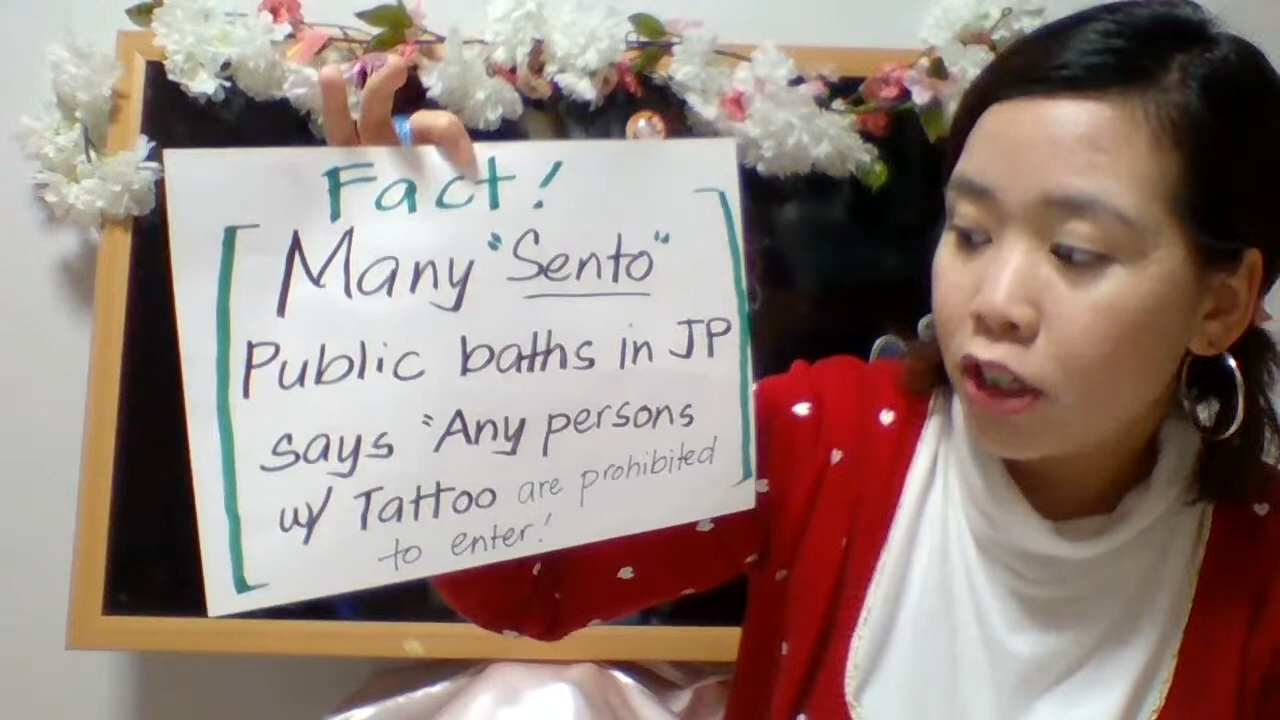 Fact!
Many "Sento"
Public baths in JP
says "Any persons
w/ Tattoo are prohibited
to enter!